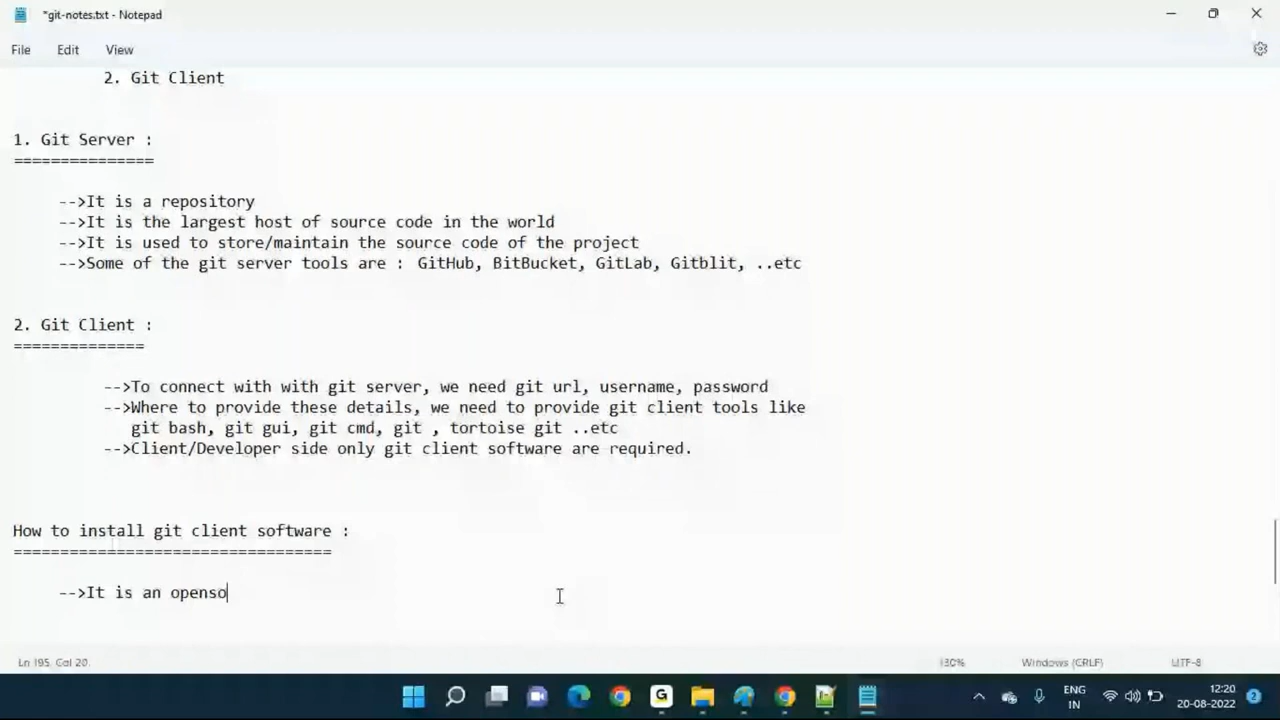 *git-notes.txt - Notepad
File Edit View
2. Git Client
1. Git Server :
===============
-->It is a repository
-->It is the largest host of source code in the world
-->It is used to store/maintain the source code of the project
-->Some of the git server tools are : GitHub, BitBucket, GitLab, Gitblit, ..etc
2. Git Client :
==============
-->To connect with with git server, we need git url, username, password
-->Where to provide these details, we need to provide git client tools like
git bash, git gui, git cmd, git , tortoise git ..etc
-->Client/Developer side only git client software are required.
How to install git client software :
==================================
-->It is an openso
Ln 195, Col 20. 130% Windows (CRLF) UTF-8
ENG 12:20
IN 20-08-2022 2